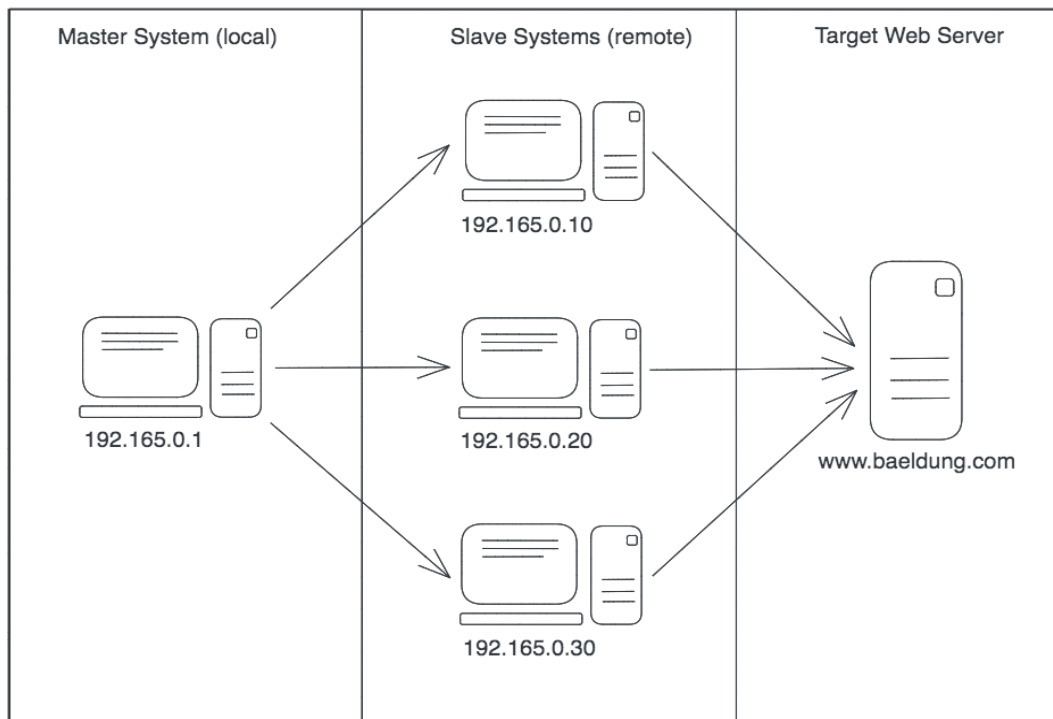 Master System (local)
Slave Systems (remote)
Target Web Server
192.165.0.10
192.165.0.1
192.165.0.20
www.baeldung.com
192.165.0.30